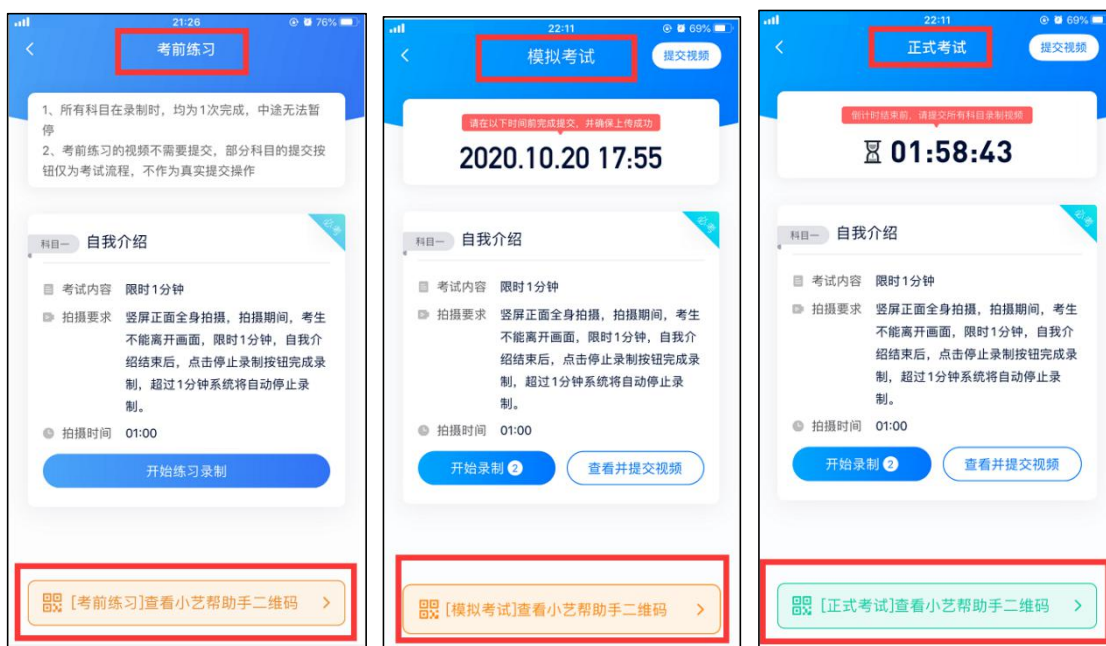 21:26
76%
考前练习
1、所有科目在录制时，均为1次完成，中途无法暂
停
2、考前练习的视频不需要提交，部分科目的提交按
钮仅为考试流程，不作为真实提交操作
必考
科目一 自我介绍
考试内容 限时1分钟
拍摄要求 竖屏正面全身拍摄，拍摄期间，考生
不能离开画面，限时1分钟，自我介
绍结束后，点击停止录制按钮完成录
制，超过1分钟系统将自动停止录
制。
拍摄时间 01:00
开始练习录制
[考前练习]查看小艺帮助手二维码
22:11
69%
模拟考试
提交视频
请在以下时间前完成提交，并确保上传成功
2020.10.20 17:55
必考
科目一 自我介绍
考试内容 限时1分钟
拍摄要求 竖屏正面全身拍摄，拍摄期间，考生
不能离开画面，限时1分钟，自我介
绍结束后，点击停止录制按钮完成录
制，超过1分钟系统将自动停止录
制。
拍摄时间 01:00
开始录制 2
查看并提交视频
[模拟考试]查看小艺帮助手二维码
22:11
69%
正式考试
提交视频
倒计时结束前，请提交所有科目录制视频
01:58:43
必考
科目一 自我介绍
考试内容 限时1分钟
拍摄要求 竖屏正面全身拍摄，拍摄期间，考生
不能离开画面，限时1分钟，自我介
绍结束后，点击停止录制按钮完成录
制，超过1分钟系统将自动停止录
制。
拍摄时间 01:00
开始录制 2
查看并提交视频
[正式考试]查看小艺帮助手二维码